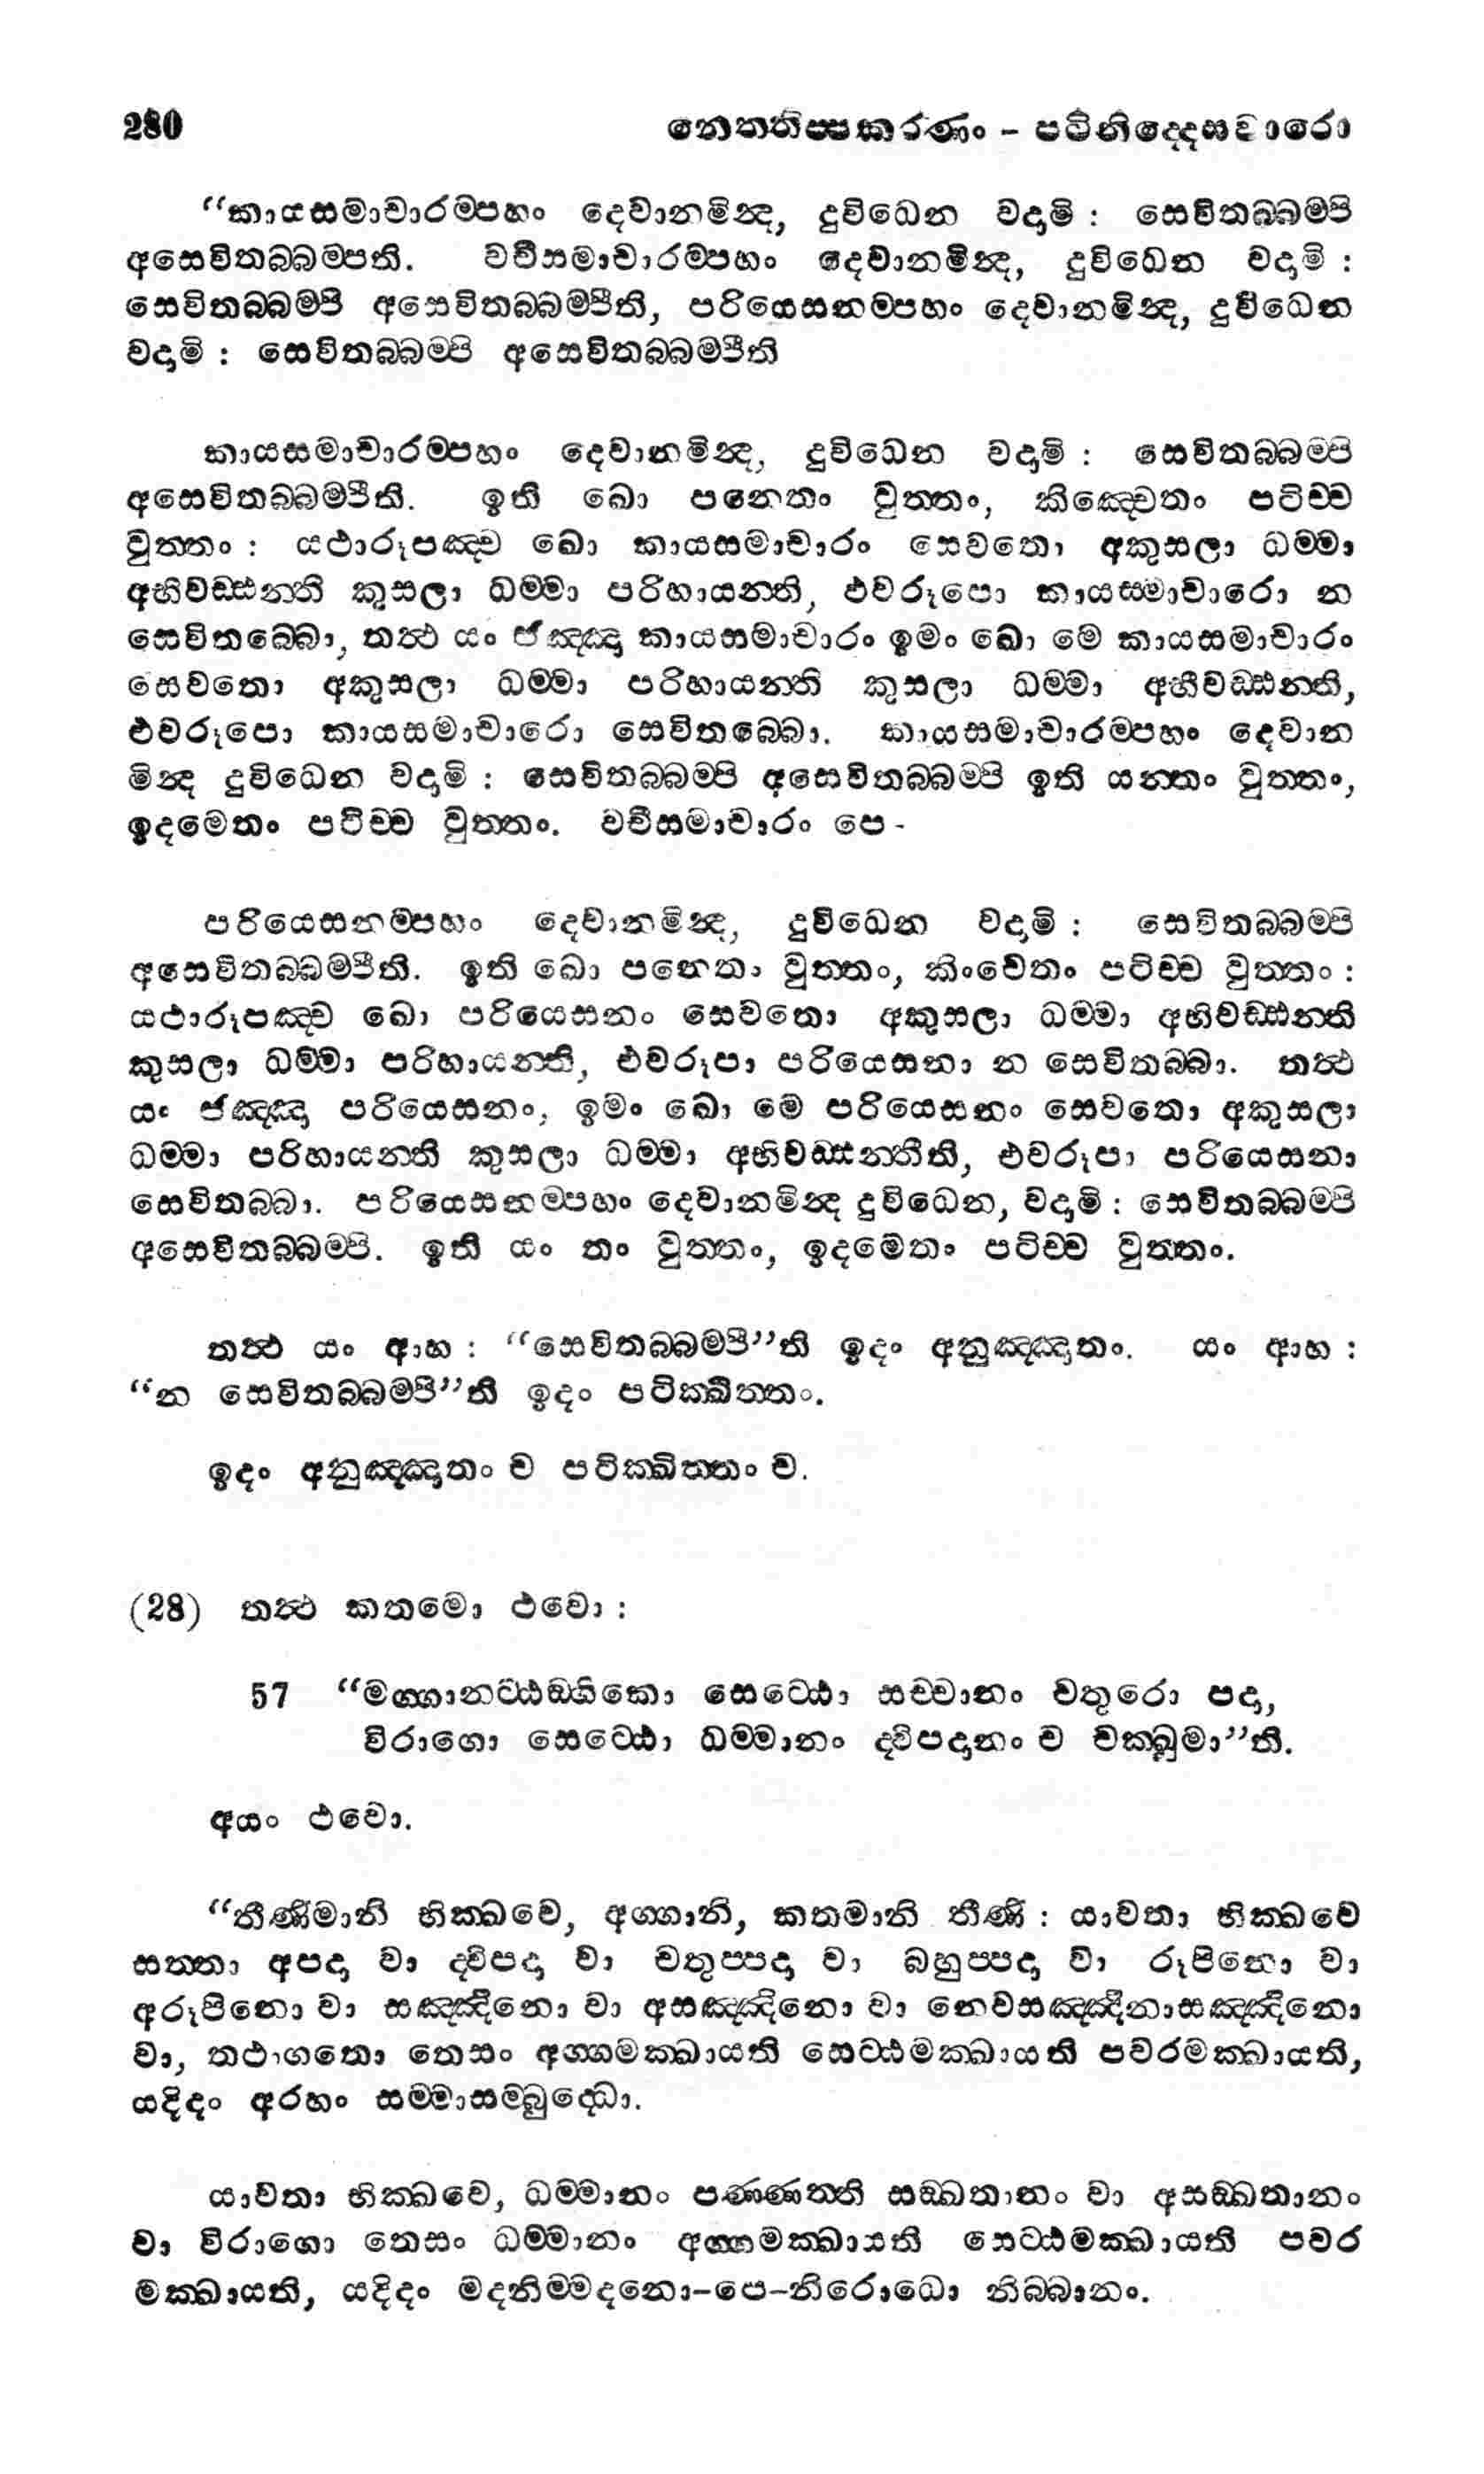 280 නෙත‍්තිප‍්පකරණං - පටිනිද‍්දෙසවාරො
“කායසමාචාරම‍්පහං දෙවානමින්‍ද, දුවිධෙන වදාමි : සෙවිතබ‍්බම‍්පි
අසෙවිතබ‍්බම‍්පති. වචීසමාචාරම‍්පහං දෙවානමින්‍ද, දුවිධෙන වදාමි :
සෙවිතබ‍්බම‍්පි අසෙවිතබ‍්බම‍්පීති, පරියෙසනම‍්පහං දෙවානමින්‍ද, දුවිධෙන
වදාමි : සෙවිතබ‍්බම‍්පි අසෙවිතබ‍්බම‍්පීති
කායසමාචාරම‍්පහං දෙවානමින්‍ද, දුවිධෙන වදාමි : සෙවිතබ‍්බම‍්පි
අසෙවිතබ‍්බම‍්පීති. ඉති ඛො පනෙතං වුත‍්තං, කිඤ‍්චෙතං පටිච‍්ච
වුත‍්තං : යථාරූපඤ‍්ච ඛො කායසමාචාරං සෙවතො අකුසලා ධම‍්මා
අභිවඩ‍්ඪන‍්ති කුසලා ධම‍්මා පරිහායන‍්ති, ඵවරූපො කායසමාචාරො න
සෙවිතබ‍්බො, තත්‍ථ යං ජඤ‍්ඤා කායසමාචාරං ඉමං ඛො මෙ කායසමාචාරං
සෙවතො අකුසලා ධම‍්මා පරිහායන‍්ති කුසලා ධම‍්මා අභිවඩ‍්ඪන‍්ති,
එවරූපො කායසමාචාරො සෙවිතබ‍්බො. කායසමාචාරම‍්පහං දෙවාන
මින්‍ද දුවිධෙන වදාමි : සෙවිතබ‍්බම‍්පි අසෙවිතබ‍්බම‍්පි ඉති යන‍්තං වුත‍්තං,
ඉදමෙතං පටිච‍්ච වුත‍්තං. වචීසමාචාරං පෙ -
පරියෙසනම‍්පහං දෙවානමින්‍ද, දුවිධෙන වදාමි : සෙවිතබ‍්බම‍්පි
අසෙවිතබ‍්බම‍්පීති. ඉති ඛො පනෙතං වුත‍්තං, කිංචෙතං පටිච‍්ච වුත‍්තං :
යථාරූපඤ‍්ච ඛො පරියෙසනං සෙවතො අකුසලා ධම‍්මා අභිවඩ‍්ඪන‍්ති
කුසලා ධම‍්මා පරිහායන‍්ති, එවරූපා පරියෙසනා න සෙවිතබ‍්බා. තත්‍ථ
යං ජඤ‍්ඤා පරියෙසනං, ඉමං ඛො මෙ පරියෙසනං සෙවතො අකුසලා
ධම‍්මා පරිහායන‍්ති කුසලා ධම‍්මා අභිවඩ‍්ඪන‍්තීති, එවරූපා පරියෙසනා
සෙවිතබ‍්බා. පරියෙසනම‍්පහං දෙවානමින්‍ද දුවිධෙන, වදාමි : සෙවිතබ‍්බම‍්පි
අසෙවිතබ‍්බම‍්පි. ඉති යං තං වුත‍්තං, ඉදමෙතං පටිච‍්ච වුත‍්තං.
තත්‍ථ යං ආහ : “සෙවිතබ‍්බම‍්පී”ති ඉදං අනුඤ‍්ඤාතං. යං ආහ :
“න සෙවිතබ‍්බම‍්පී”ති ඉදං පටික‍්ඛිත‍්තං.
ඉදං අනුඤ‍්ඤාතං ච පටික‍්ඛිත‍්තං ච.
(28) තත්‍ථ කතමො ථවො :
57 “මග‍්ගානට‍්ඨඞ‍්ගිකො සෙට‍්ඨො සච‍්චානං චතුරො පදා,
විරාගො සෙට‍්ඨො ධම‍්මානං ද‍්විපදානං ච චක‍්ඛුමා”ති.
අයං ථවො.
“තීණිමානි භික‍්ඛවෙ, අග‍්ගානි, කතමානි තීණි : යාවතා භික‍්ඛවෙ
සත‍්තා අපදා වා ද‍්විපදා වා චතුප‍්පදා වා බහුප‍්පදා වා රූපිනො වා
අරූපිනො වා සඤ‍්ඤිනො වා අසඤ‍්ඤිනො වා නෙවසඤ‍්ඤීනාසඤ‍්ඤිනො
වා, තථාගතො තෙසං අග‍්ගමක‍්ඛායති සෙට‍්ඨමක‍්ඛායති පවරමක‍්ඛායති,
යදිදං අරහං සම‍්මාසම‍්බුද‍්ධො.
යාවතා භික‍්ඛවෙ, ධම‍්මානං පණ‍්ණත‍්ති සඞ‍්ඛතානං වා අසඞ‍්ඛතානං
වා විරාගො තෙසං ධම‍්මානං අග‍්ගමක‍්ඛායති සෙට‍්ඨමක‍්ඛායති පවර
මක‍්ඛායති, යදිදං මදනිම‍්මදනො-පෙ-නිරොධො නිබ‍්බානං.